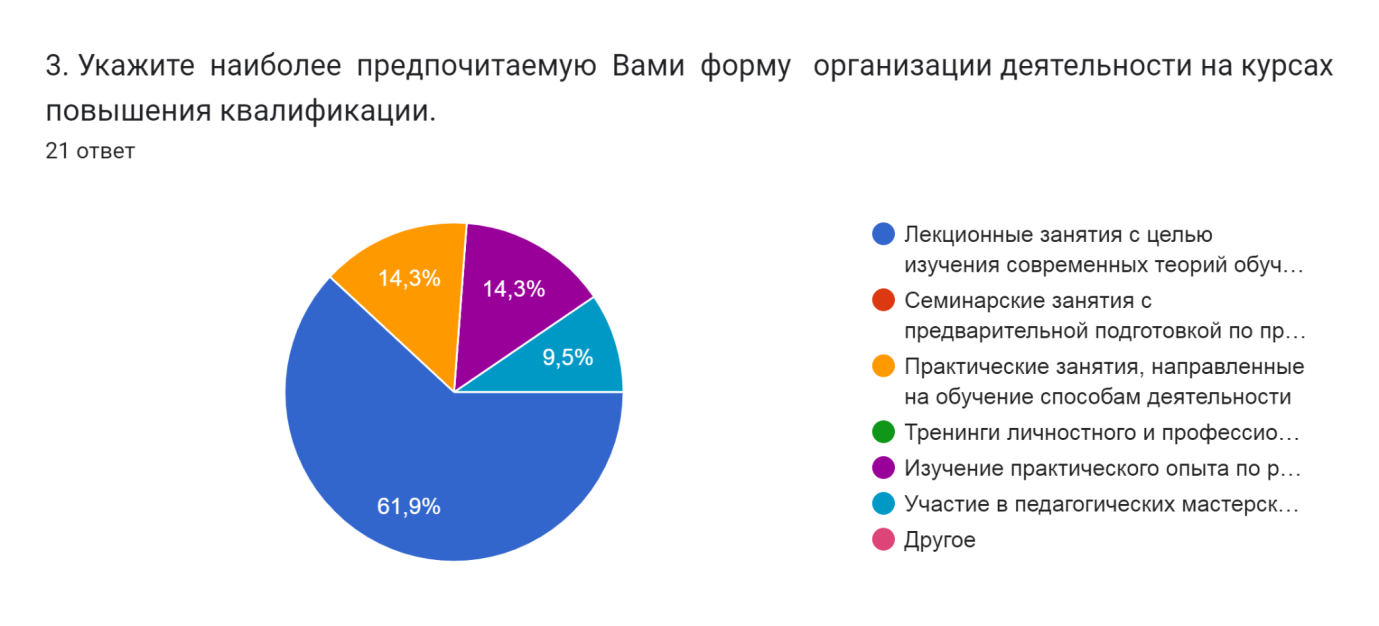 3. Укажите наиболее предпочитаемую Вами форму организации деятельности на курсах
повышения квалификации.
21 ответ
14,3%
14,3%
9,5%
61,9%
Лекционные занятия с целью
изучения современных теорий обуч…
Семинарские занятия с
предварительной подготовкой по пр…
Практические занятия, направленные
на обучение способам деятельности
Тренинги личностного и профессио…
Изучение практического опыта по р…
Участие в педагогических мастерск…
Другое